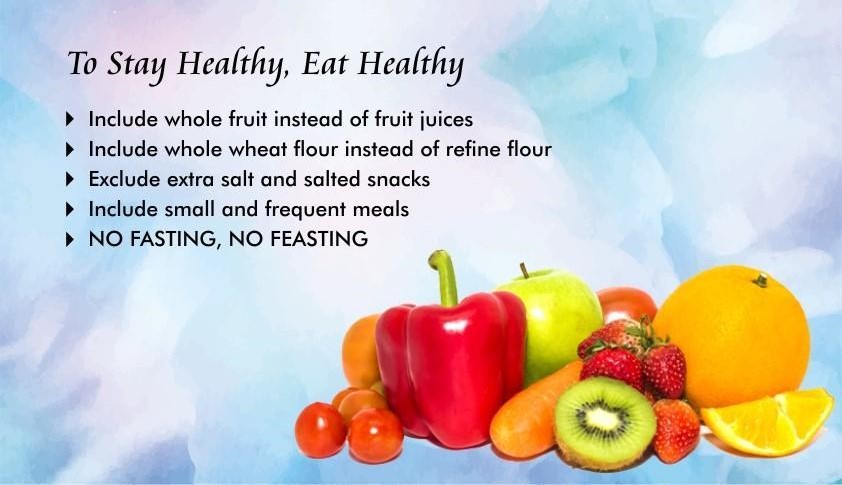 To Stay Healthy, Eat Healthy
Include whole fruit instead of fruit juices
Include whole wheat flour instead of refine flour
Exclude extra salt and salted snacks
Include small and frequent meals
NO FASTING, NO FEASTING